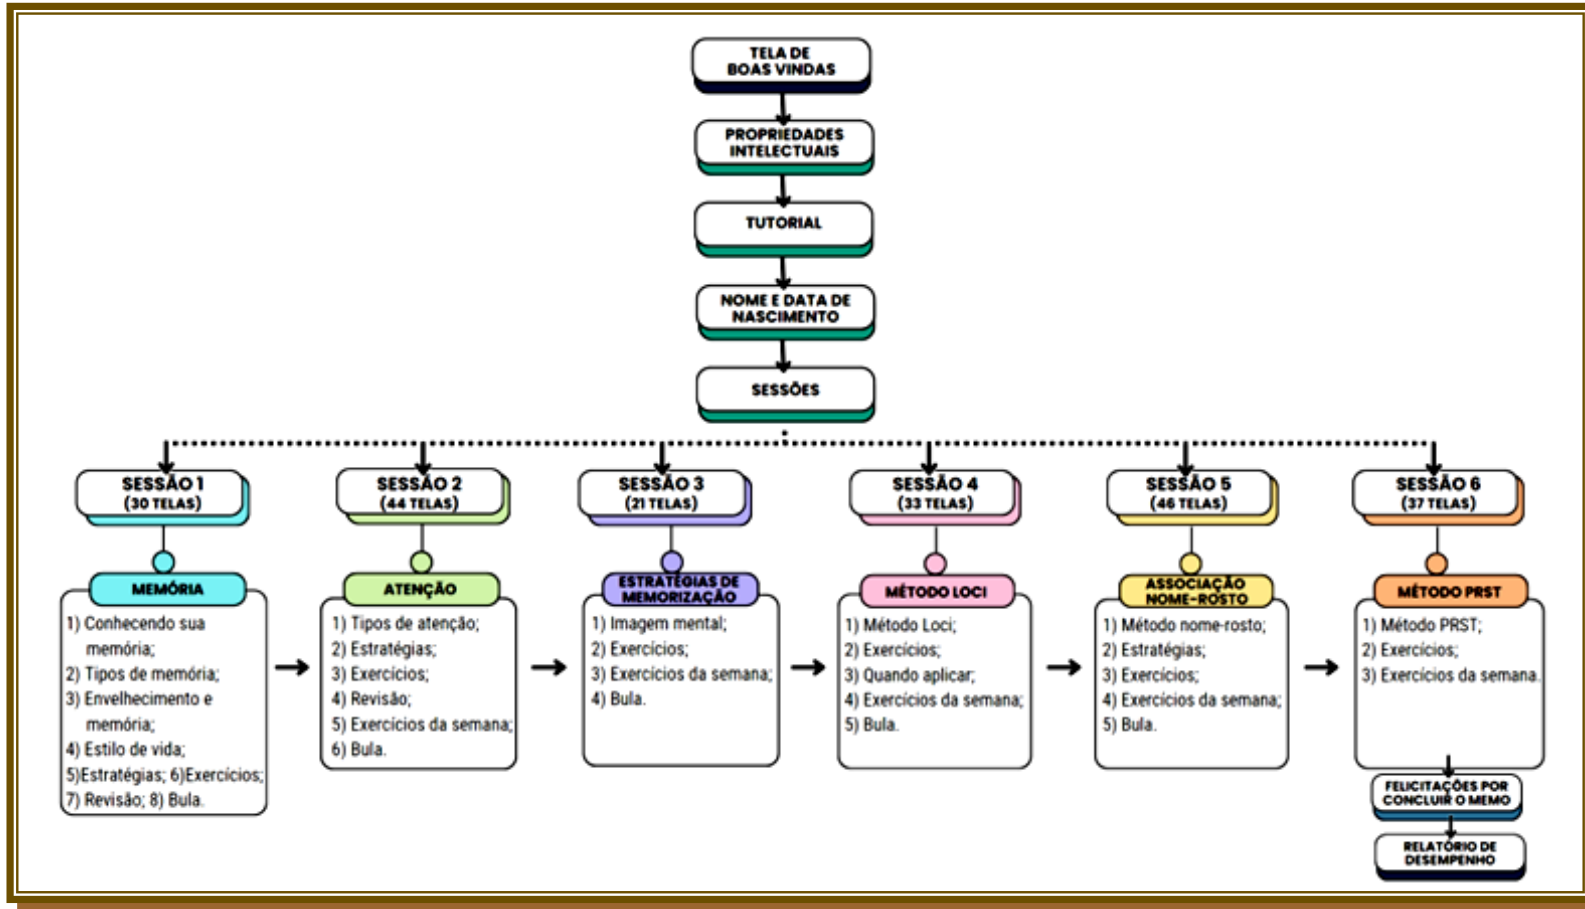 TELA DE
BOAS VINDAS
PROPRIEDADES
INTELECTUAIS
TUTORIAL
NOME E DATA DE
NASCIMENTO
SESSÕES
SESSÃO 1
(30 TELAS)
MEMÓRIA
1) Conhecendo sua
memória;
2) Tipos de memória;
3) Envelhecimento e
memória;
4) Estilo de vida;
5)Estratégias; 6)Exercícios;
7) Revisão; 8) Bula.
SESSÃO 2
(44 TELAS)
ATENÇÃO
1) Tipos de atenção;
2) Estratégias;
3) Exercícios;
4) Revisão;
5) Exercícios da semana;
6) Bula.
SESSÃO 3
(21 TELAS)
ESTRATÉGIAS DE
MEMORIZAÇÃO
1) Imagem mental;
2) Exercícios;
3) Exercícios da semana;
4) Bula.
SESSÃO 4
(33 TELAS)
MÉTODO LOCI
1) Método Loci;
2) Exercícios;
3) Quando aplicar;
4) Exercícios da semana;
5) Bula.
SESSÃO 5
(46 TELAS)
ASSOCIAÇÃO
NOME-ROSTO
1) Método nome-rosto;
2) Estratégias;
3) Exercícios;
4) Exercícios da semana;
5) Bula.
SESSÃO 6
(37 TELAS)
MÉTODO PRST
1) Método PRST;
2) Exercícios;
3) Exercícios da semana.
FELICITAÇÕES POR
CONCLUIR O MEMO
RELATÓRIO DE
DESEMPENHO